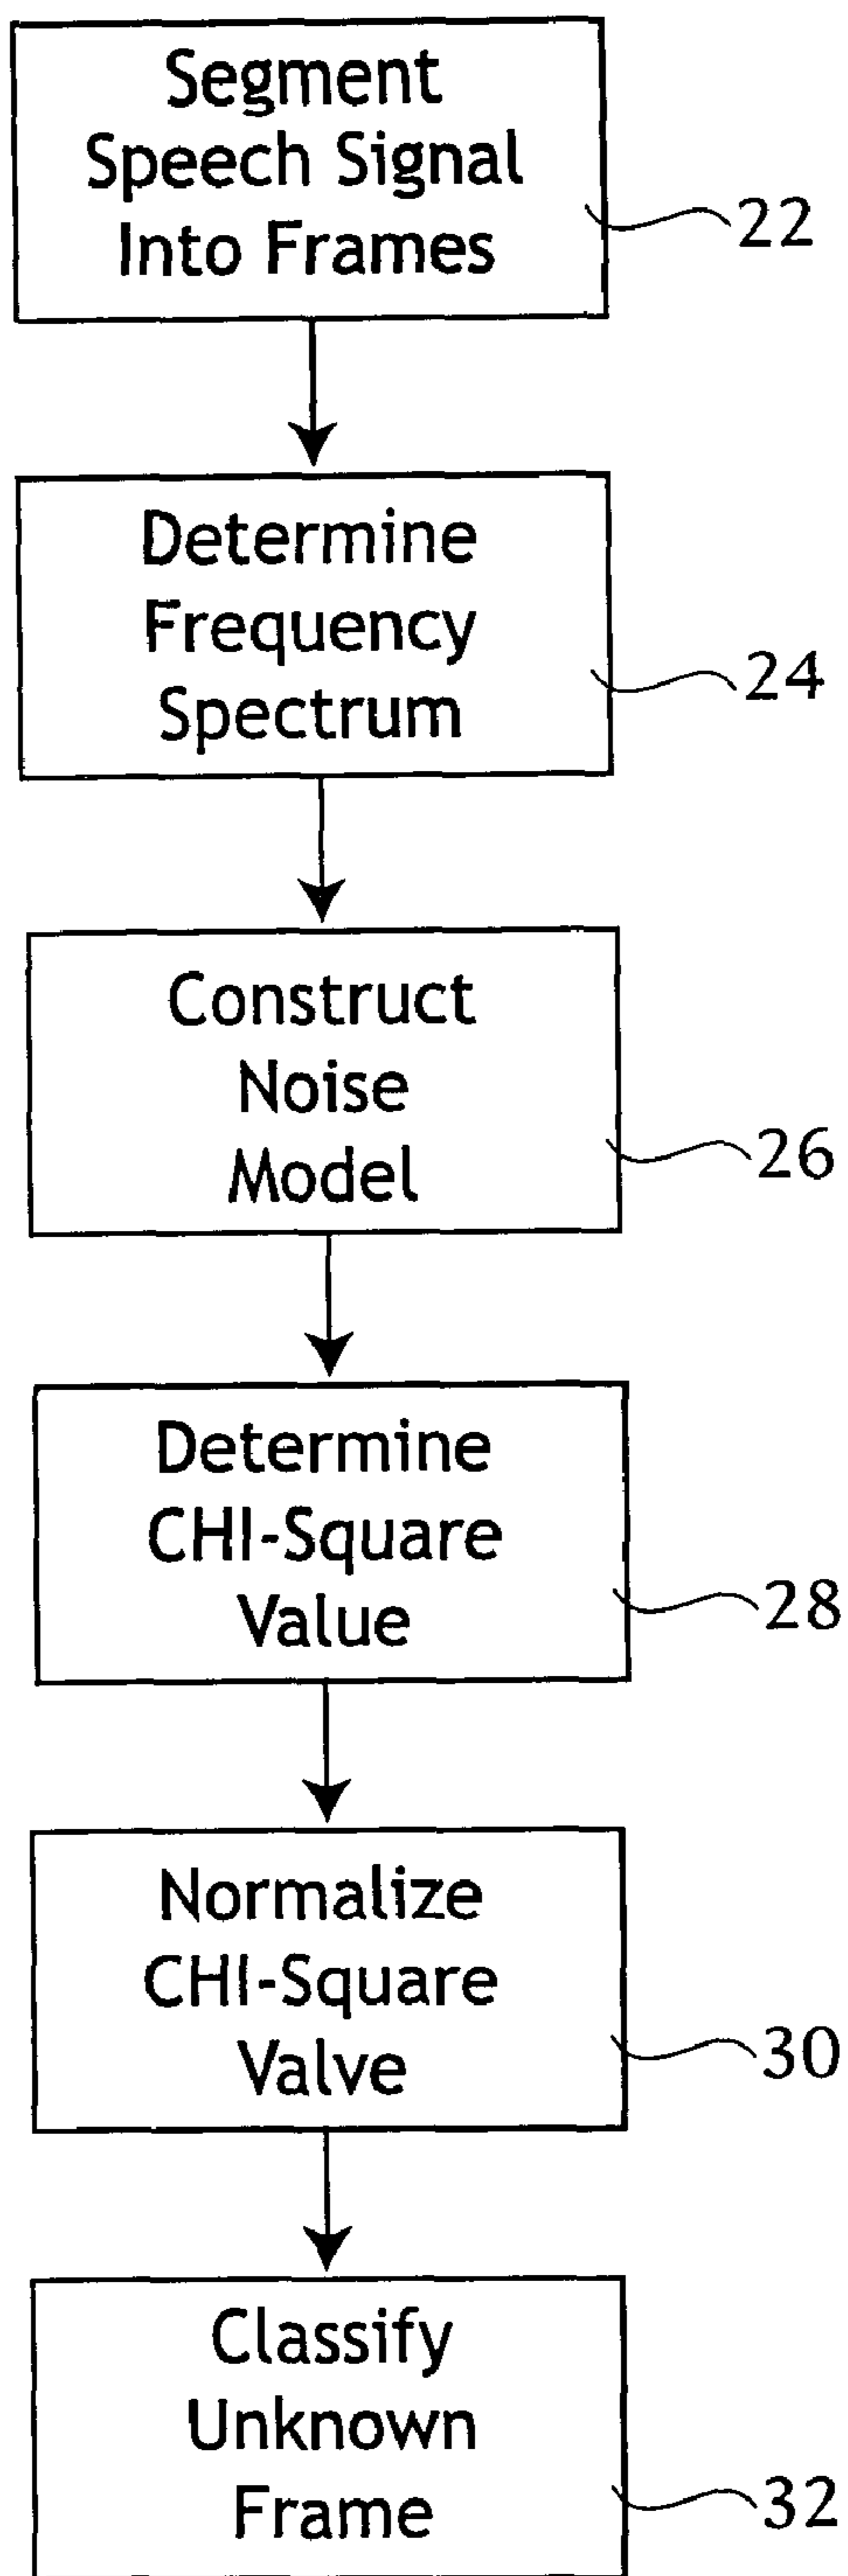 Segment
Speech Signal
Into Frames
22
Determine
Frequency
Spectrum
24
Construct
Noise
Model
26
Determine
CHI-Square
Value
28
Normalize
CHI-Square
Valve
30
Classify
Unknown
Frame
32